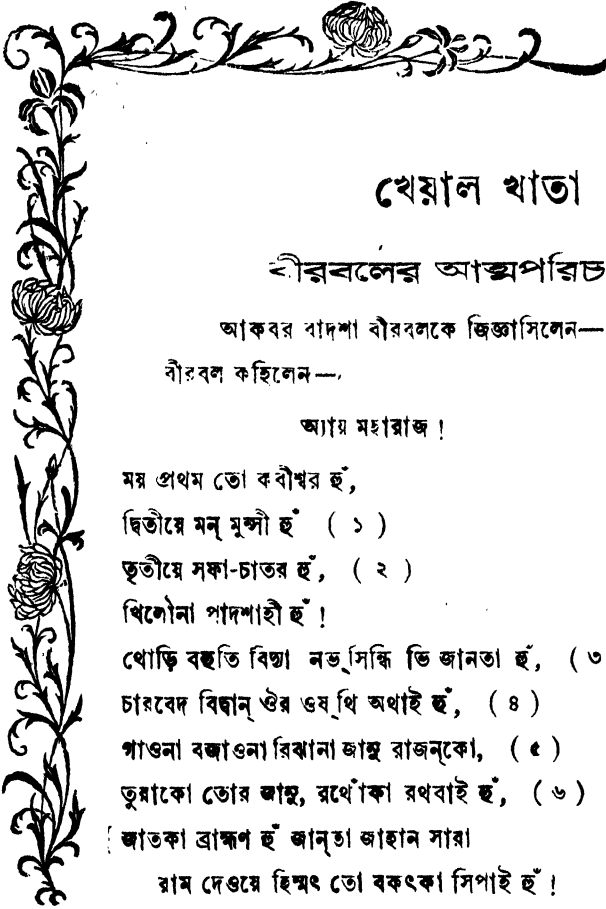 খেয়াল খাতা
বীরবলের আত্মপরিচ
আকবর বাদশা বীরবলকে জিজ্ঞাসিলেন—
বীরবল কহিলেন—
অ্যায় মহারাজ !
ময় প্রথম তো কবীশ্বর হুঁ,
দ্বিতীয়ে মন্ মুন্সী হুঁ ( ১ )
তৃতীয়ে সফা-চাতর হুঁ, ( ২ )
খিলৌনা পাদশাহী হুঁ !
থোড়ি বহুতি বিদ্যা নভ্সিন্ধি ভি জানতা হুঁ, ( ৩
চারবেদ বিদ্বান্ ঔর ওষ্থি অথাই হুঁ, ( ৪ )
গাওনা বজাওনা রিঝানা জান্থু রাজন্কো, ( ৫ )
তুরাকো তোর জান্থু, রথোঁকা রথবাই হুঁ, ( ৬ )
জাতকা ব্রাহ্মণ হুঁ জান্তা জাহান সারা
রাম দেওয়ে হিম্মৎ তো বকৎকা সিপাই হুঁ !